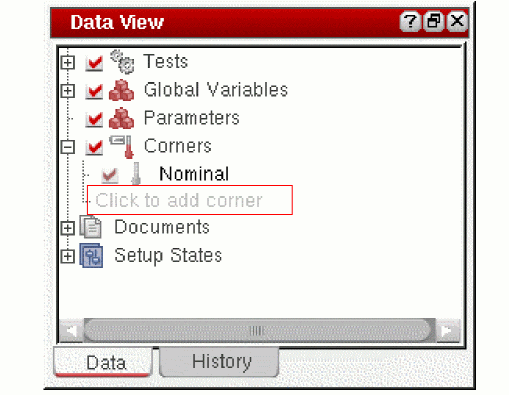 Data View
Tests
Global Variables
Parameters
Corners
Nominal
Click to add corner
Documents
Setup States
Data History